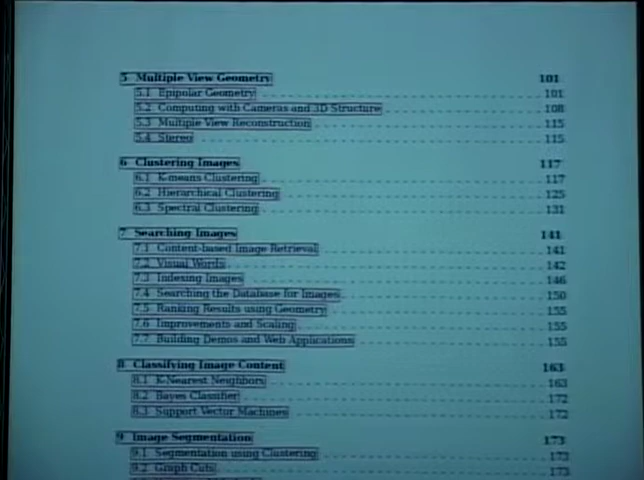 5 Multiple View Geometry 101
5.1 Epipolar Geometry 101
5.2 Computing with Cameras and 3D Structure 108
5.3 Multiple View Reconstruction 115
5.4 Stereo 115
6 Clustering Images 117
6.1 K-means Clustering 117
6.2 Hierarchical Clustering 125
6.3 Spectral Clustering 131
7 Searching Images 141
7.1 Content-based Image Retrieval 141
7.2 Visual Words 142
7.3 Indexing Images 146
7.4 Searching the Database for Images 150
7.5 Ranking Results using Geometry 155
7.6 Improvements and Scaling 155
7.7 Building Demos and Web Applications 155
8 Classifying Image Content 163
8.1 K-Nearest Neighbors 163
8.2 Bayes Classifier 172
8.3 Support Vector Machines 172
9 Image Segmentation 173
9.1 Segmentation using Clustering 173
9.2 Graph Cuts 173